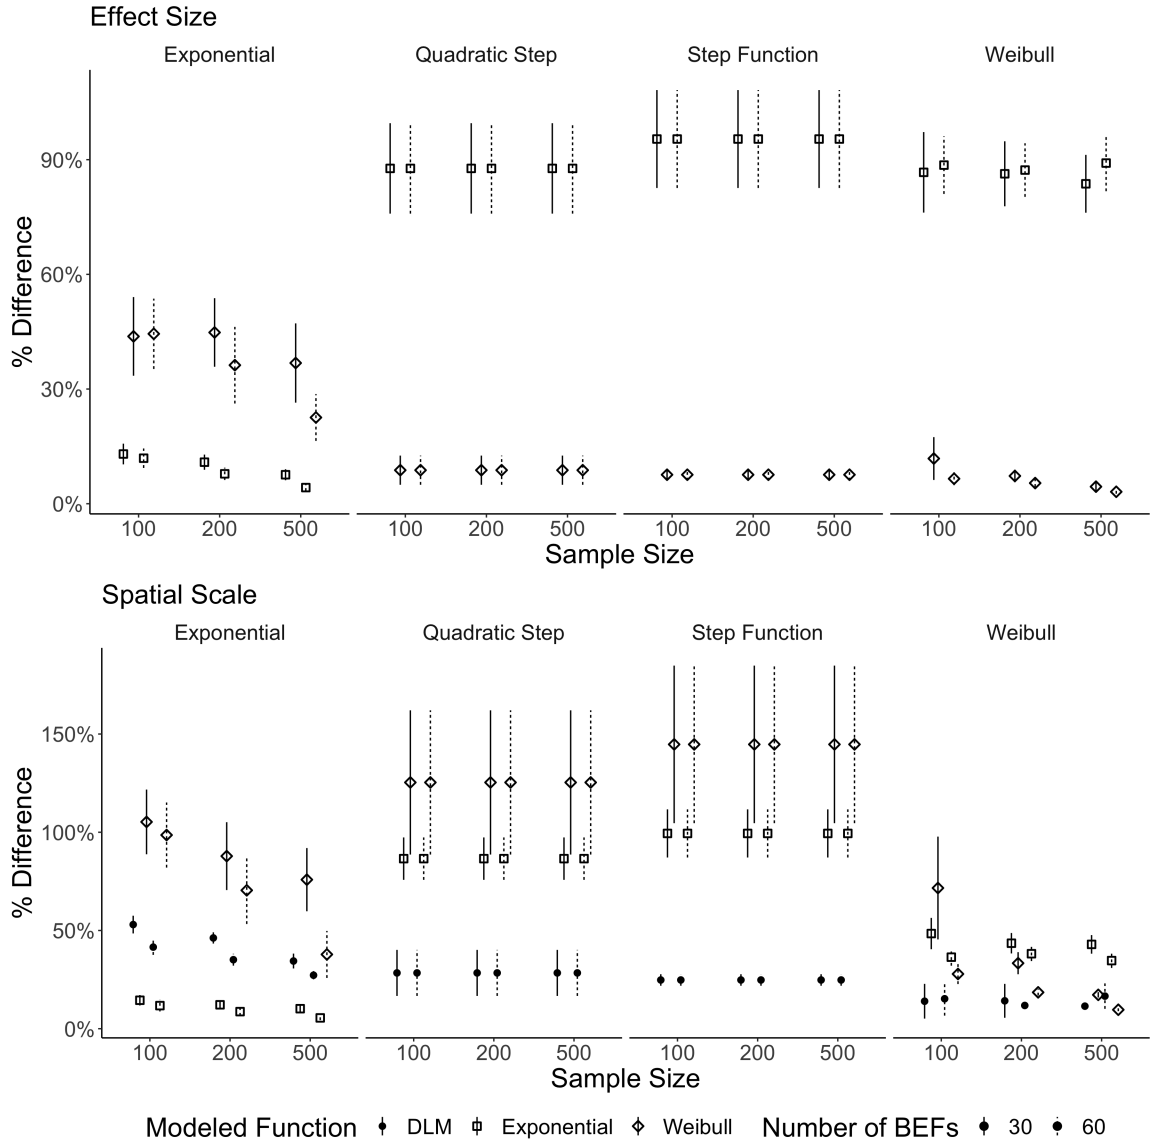 Effect Size
Exponential Quadratic Step Step Function Weibull
% Difference
90%
60%
30%
0%
100 200 500 100 200 500 100 200 500 100 200 500
Sample Size
Spatial Scale
Exponential Quadratic Step Step Function Weibull
% Difference
150%
100%
50%
0%
100 200 500 100 200 500 100 200 500 100 200 500
Sample Size
Modeled Function DLM Exponential Weibull Number of BEFs 30 60